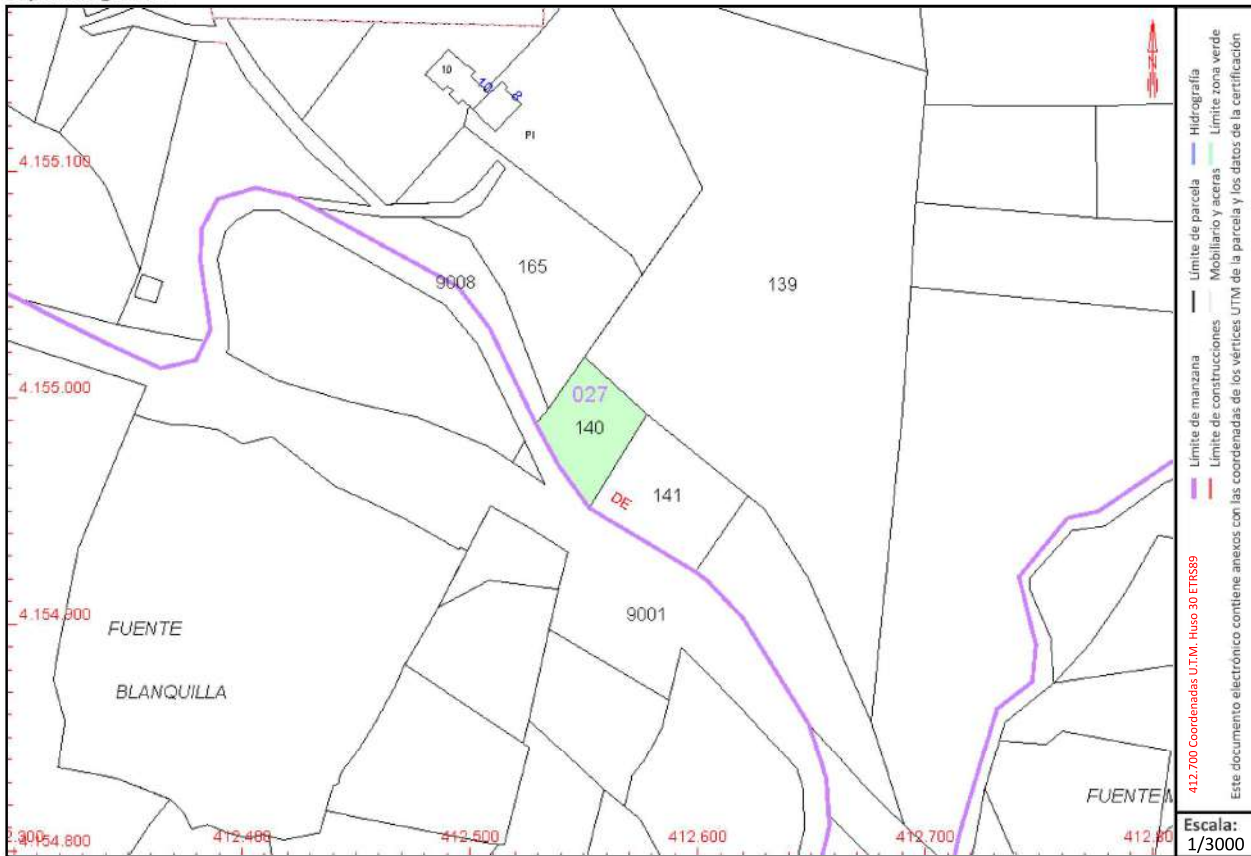 10
10
8
PI
N
4.155.100
165
9008
139
4.155.000
027
140
141
DE
4.154.900
9001
FUENTE
BLANQUILLA
FUENTE
4.154.800
412.400
412.500
412.600
412.700
Límite de manzana
Límite de parcela
Hidrografía
Límite de construcciones
Mobiliario y aceras
Límite zona verde
412.700 Coordenadas U.T.M. Huso 30 ETRS89
Este documento electrónico contiene anexos con las coordenadas de los vértices UTM de la parcela y los datos de la certificación
Escala:
1/3000